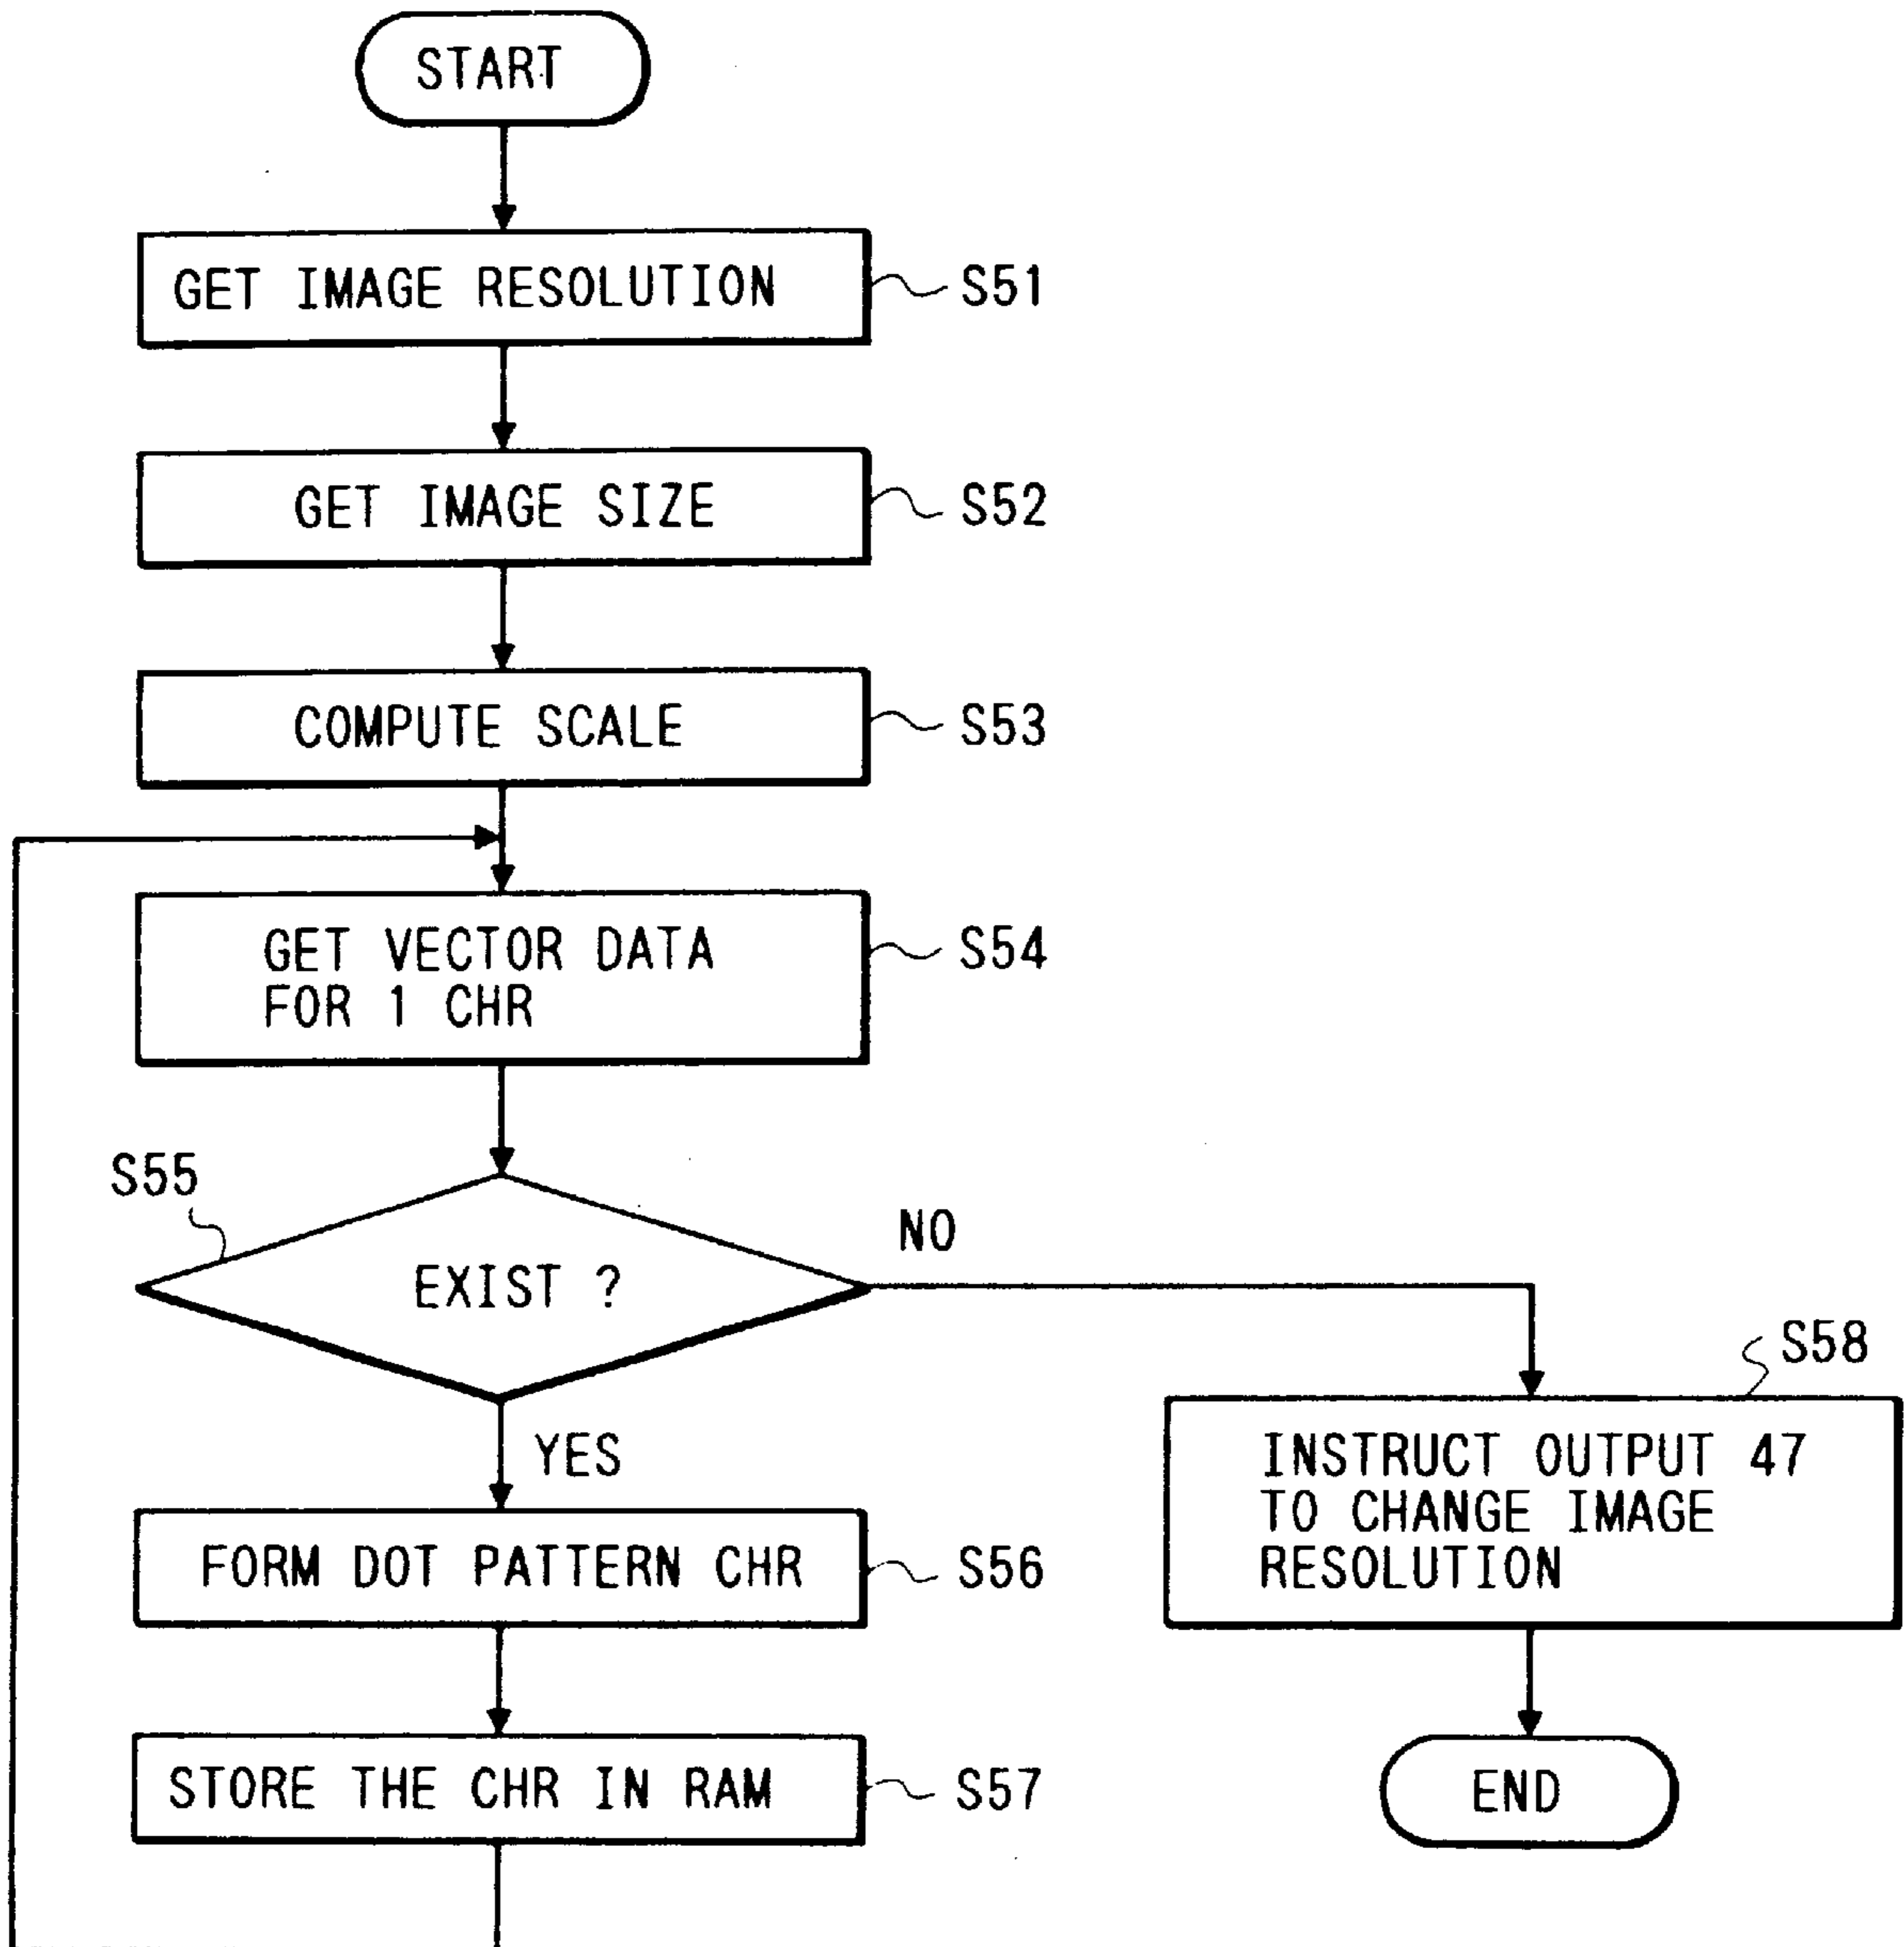 START
GET IMAGE RESOLUTION
S51
GET IMAGE SIZE
S52
COMPUTE SCALE
S53
GET VECTOR DATA
FOR 1 CHR
S54
S55
EXIST ?
NO
YES
S58
INSTRUCT OUTPUT 47
TO CHANGE IMAGE
RESOLUTION
FORM DOT PATTERN CHR
S56
STORE THE CHR IN RAM
S57
END